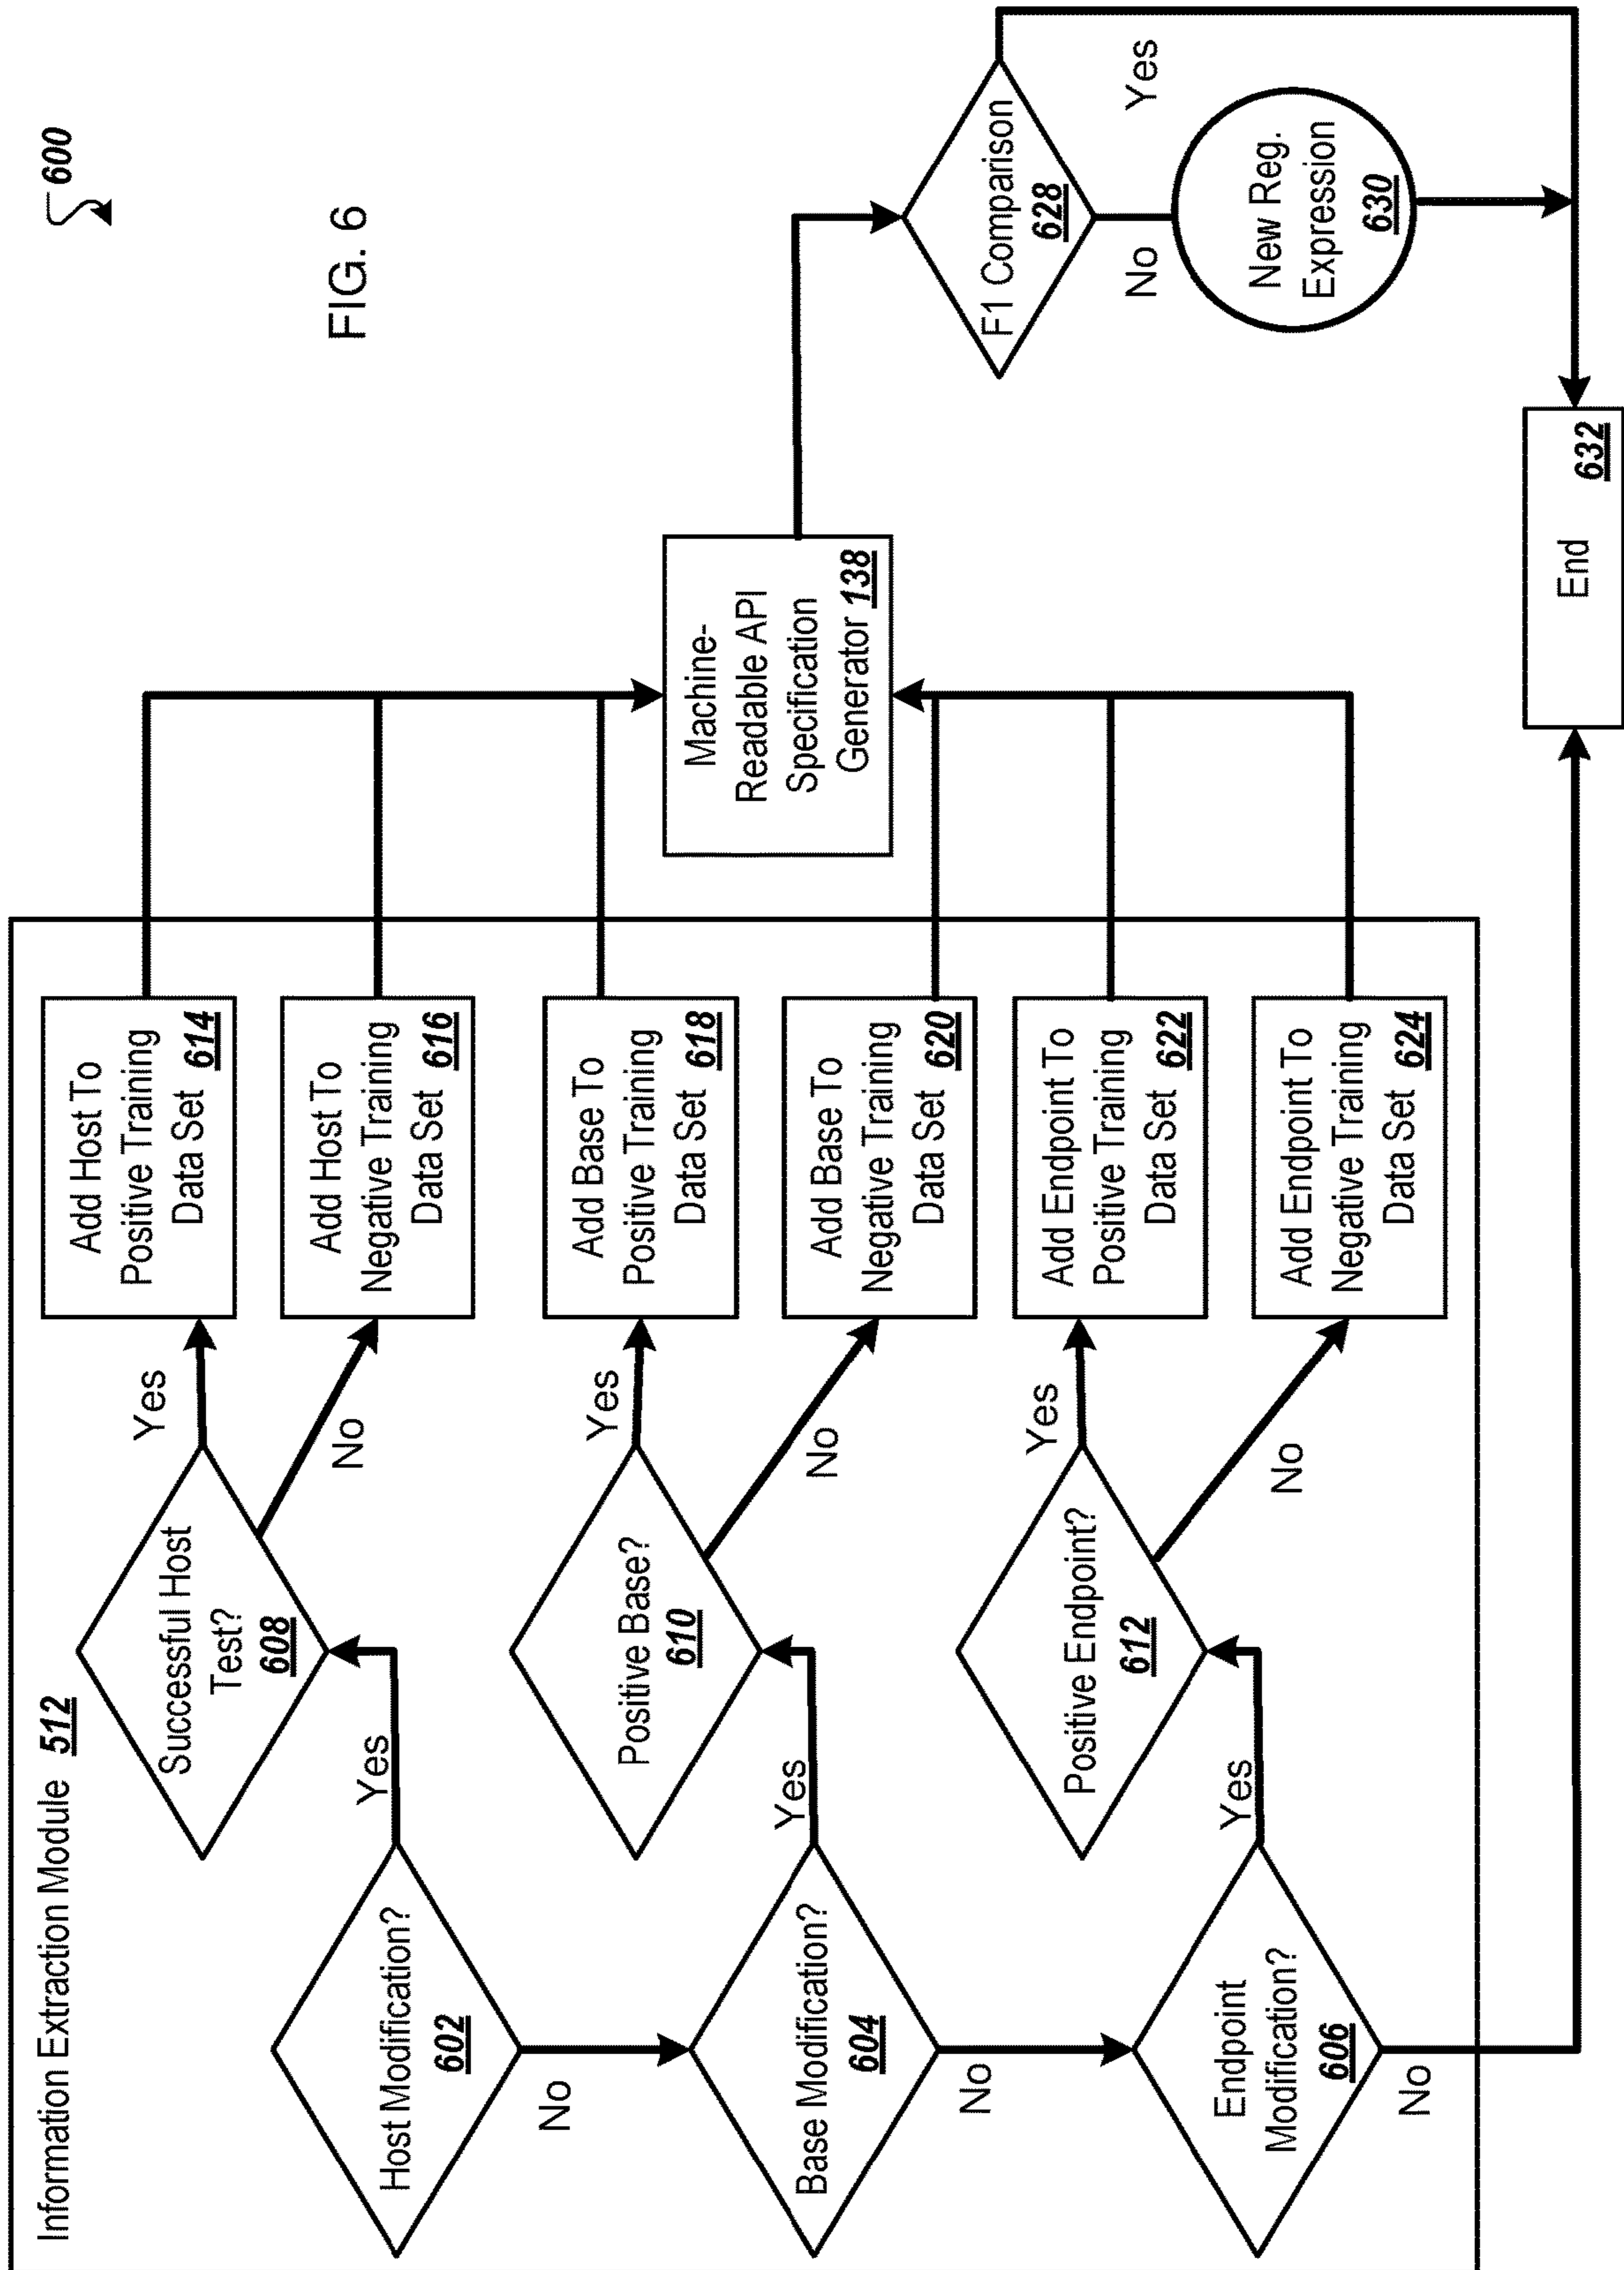 600
FIG. 6
Information Extraction Module 512
Host Modification?
602
Yes
No
Successful Host
Test?
608
Yes
No
Add Host To
Positive Training
Data Set 614
Add Host To
Negative Training
Data Set 616
Base Modification?
604
Yes
No
Positive Base?
610
Yes
No
Add Base To
Positive Training
Data Set 618
Add Base To
Negative Training
Data Set 620
Endpoint
Modification?
606
Yes
No
Positive Endpoint?
612
Yes
No
Add Endpoint To
Positive Training
Data Set 622
Add Endpoint To
Negative Training
Data Set 624
Machine-
Readable API
Specification
Generator 138
F1 Comparison
628
Yes
No
New Reg.
Expression
630
End
632